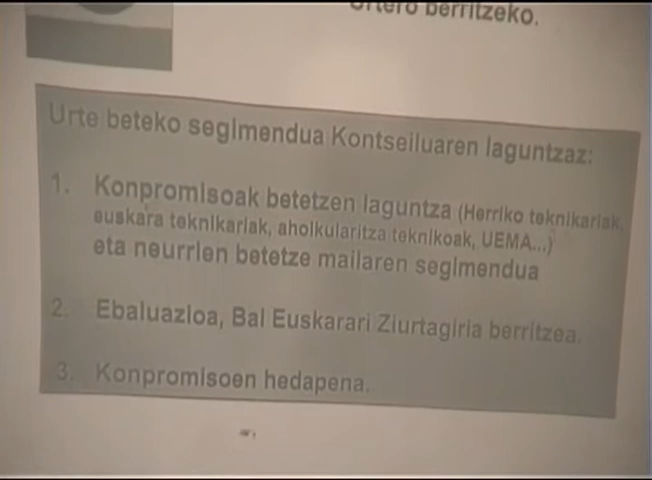 Urtero berritzeko.
Urte beteko segimendua Kontseiluaren laguntzaz:
1. Konpromisoak betetzen laguntza (Herriko teknikariak,
euskara teknikariak, aholkularitza teknikoak, UEMA...)
eta neurrien betetze mailaren segimendua
2. Ebaluazioa, Bai Euskarari Ziurtagiria berritzea.
3. Konpromisoen hedapena.